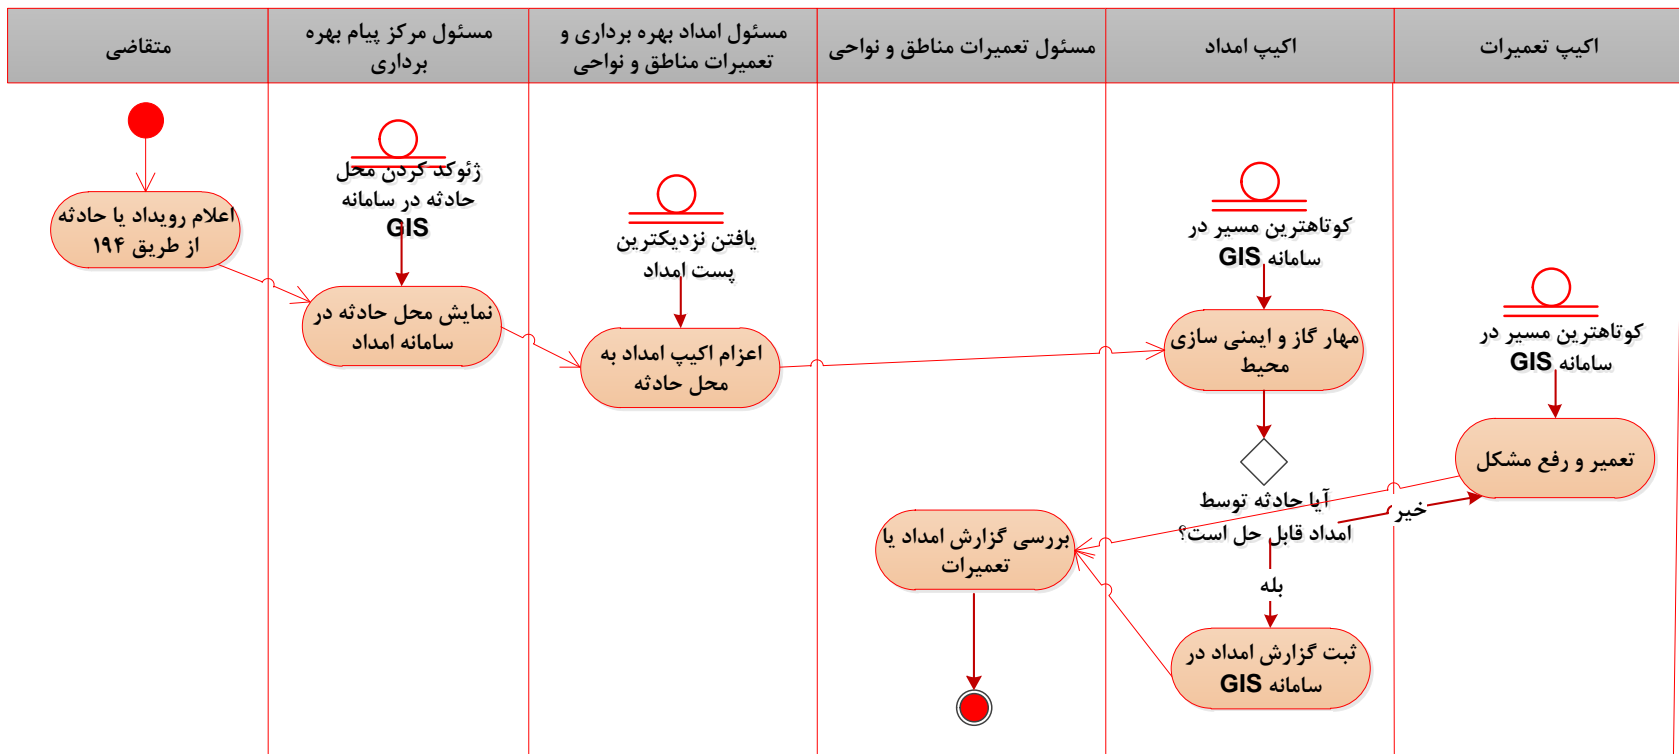 متقاضی
مسئول مرکز پیام بهره
برداری
مسئول امداد بهره برداری و
تعمیرات مناطق و نواحی
مسئول تعمیرات مناطق و نواحی
اکیپ امداد
اکیپ تعمیرات
اعلام رویداد یا حادثه
از طریق ۱۹۴
ژئوکد کردن محل
حادثه در سامانه
GIS
نمایش محل حادثه در
سامانه امداد
یافتن نزدیکترین
پست امداد
اعزام اکیپ امداد به
محل حادثه
کوتاهترین مسیر در
سامانه GIS
مهار گاز و ایمنی سازی
محیط
آیا حادثه توسط
امداد قابل حل است؟
خیر
بله
کوتاهترین مسیر در
سامانه GIS
تعمیر و رفع مشکل
ثبت گزارش امداد در
سامانه GIS
بررسی گزارش امداد یا
تعمیرات